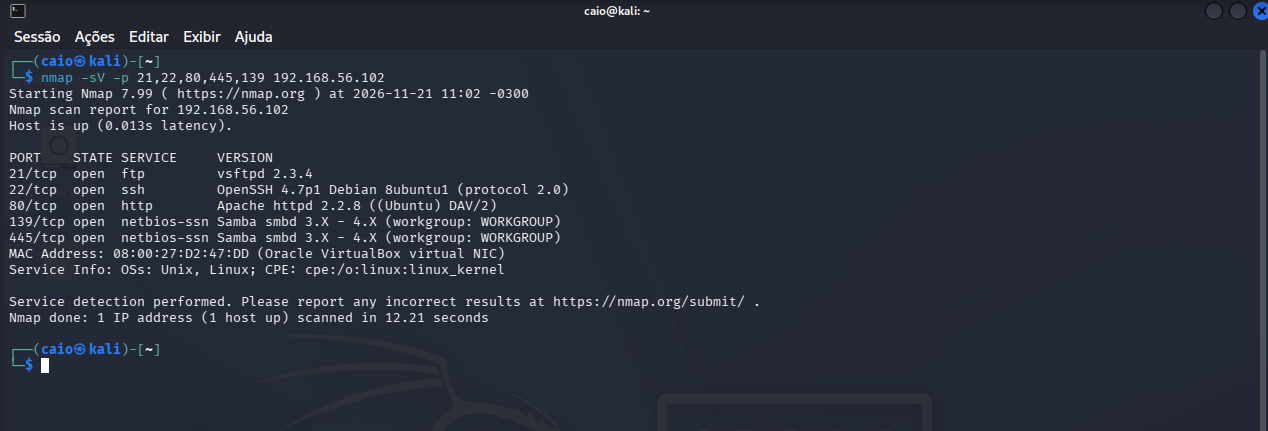 caio@kali: ~
Sessão Ações Editar Exibir Ajuda
┌──(caio㉿kali)-[~]
└─$ nmap -sV -p 21,22,80,445,139 192.168.56.102
Starting Nmap 7.99 ( https://nmap.org ) at 2026-11-21 11:02 -0300
Nmap scan report for 192.168.56.102
Host is up (0.013s latency).
PORT    STATE SERVICE     VERSION
21/tcp  open  ftp         vsftpd 2.3.4
22/tcp  open  ssh         OpenSSH 4.7p1 Debian 8ubuntu1 (protocol 2.0)
80/tcp  open  http        Apache httpd 2.2.8 ((Ubuntu) DAV/2)
139/tcp open  netbios-ssn Samba smbd 3.X - 4.X (workgroup: WORKGROUP)
445/tcp open  netbios-ssn Samba smbd 3.X - 4.X (workgroup: WORKGROUP)
MAC Address: 08:00:27:D2:47:DD (Oracle VirtualBox virtual NIC)
Service Info: OSs: Unix, Linux; CPE: cpe:/o:linux:linux_kernel
Service detection performed. Please report any incorrect results at https://nmap.org/submit/ .
Nmap done: 1 IP address (1 host up) scanned in 12.21 seconds
┌──(caio㉿kali)-[~]
└─$